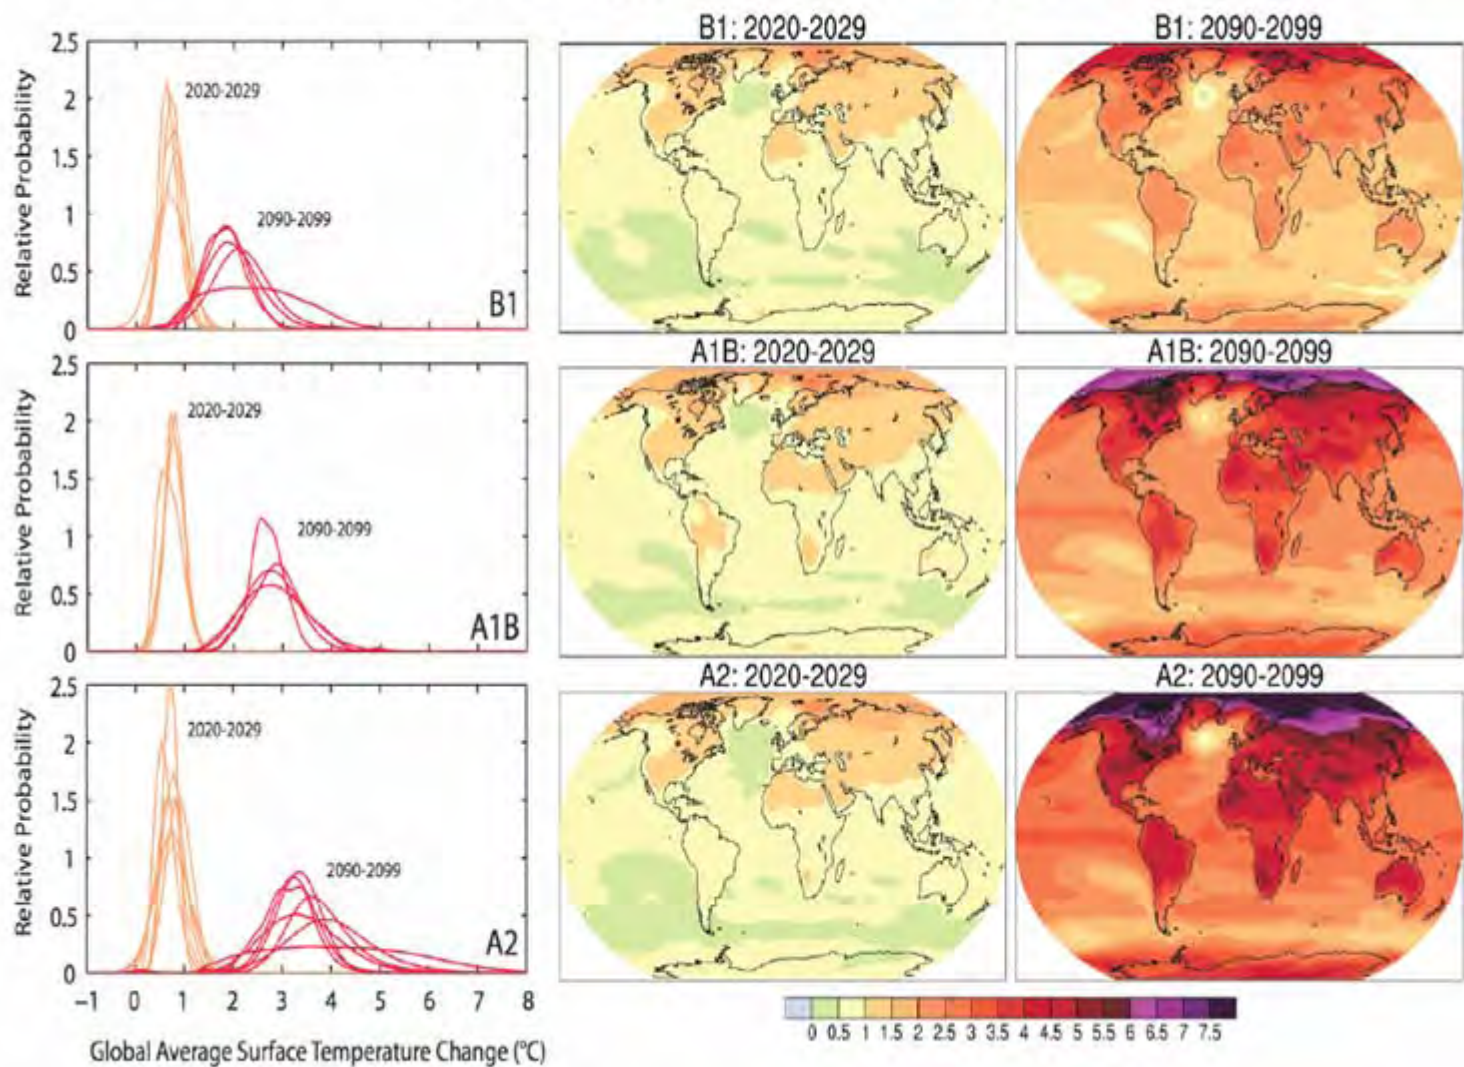 B1: 2020-2029
B1: 2090-2099
2.5
2
1.5
1
0.5
0
Relative Probability
2020-2029
2090-2099
B1
A1B: 2020-2029
A1B: 2090-2099
2.5
2
1.5
1
0.5
0
Relative Probability
2020-2029
2090-2099
A1B
A2: 2020-2029
A2: 2090-2099
2.5
2
1.5
1
0.5
0
Relative Probability
2020-2029
2090-2099
A2
−1 0 1 2 3 4 5 6 7 8
Global Average Surface Temperature Change (°C)
0 0.5 1 1.5 2 2.5 3 3.5 4 4.5 5 5.5 6 6.5 7 7.5